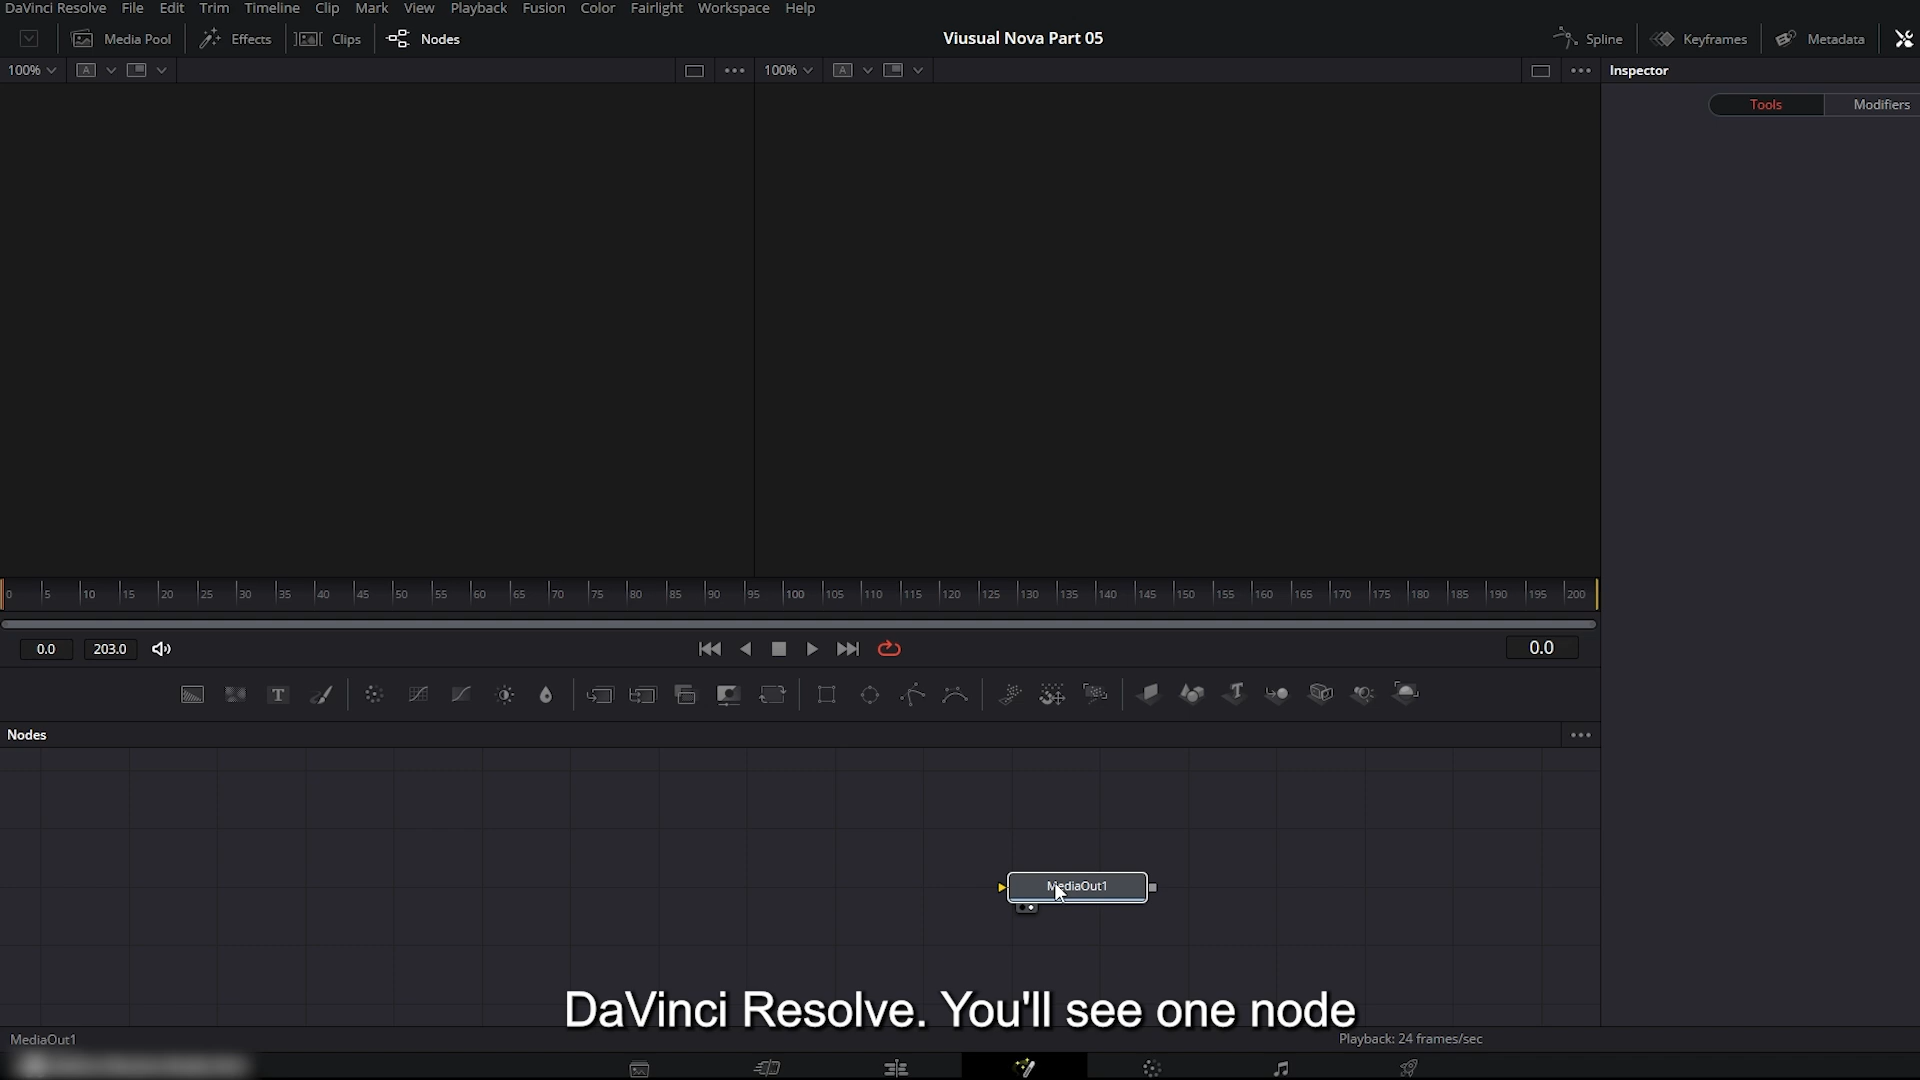 DaVinci Resolve File Edit Trim Timeline Clip Mark View Playback Fusion Color Fairlight Workspace Help
Media Pool Effects Clips Nodes Viusual Nova Part 05 Spline Keyframes Metadata
100% A 100% A Inspector
Tools Modifiers
0 5 10 15 20 25 30 35 40 45 50 55 60 65 70 75 80 85 90 95 100 105 110 115 120 125 130 135 140 145 150 155 160 165 170 175 180 185 190 195 200
0.0 203.0 0.0
T T
Nodes
MediaOut1
DaVinci Resolve. You'll see one node
MediaOut1 Playback: 24 frames/sec